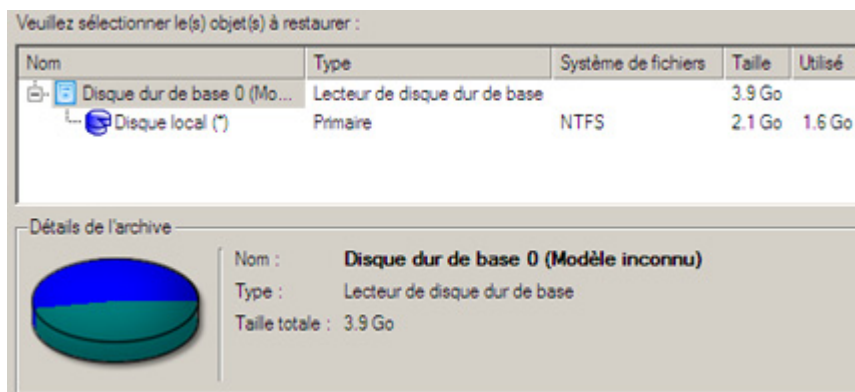 Veuillez sélectionner le(s) objet(s) à restaurer :
Nom Type Système de fichiers Taille Utilisé
Disque dur de base 0 (Mo... Lecteur de disque dur de base 3.9 Go
Disque local (*) Primaire NTFS 2.1 Go 1.6 Go
Détails de l'archive
Nom : Disque dur de base 0 (Modèle inconnu)
Type : Lecteur de disque dur de base
Taille totale : 3.9 Go